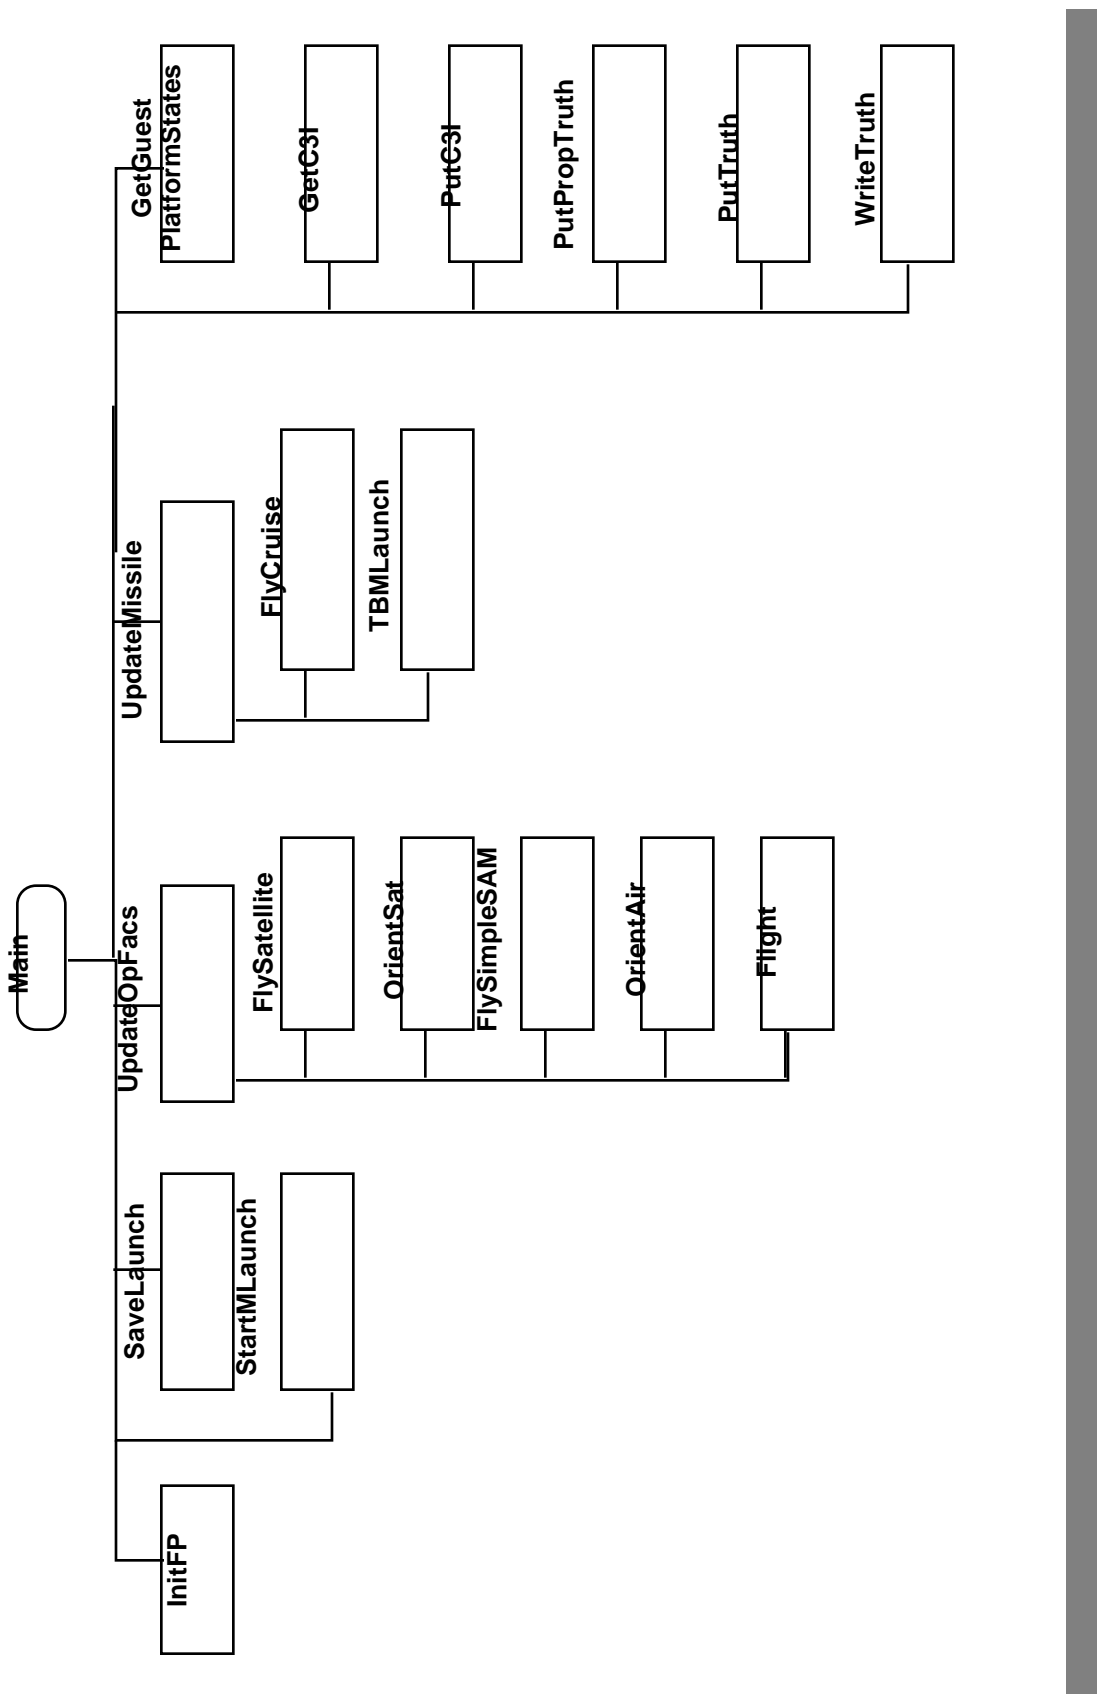 Main
InitFP
SaveLaunch
StartMLaunch
UpdateOpFacs
FlySatellite
OrientSat
FlySimpleSAM
OrientAir
Flight
UpdateMissile
FlyCruise
TBMLaunch
GetGuest
PlatformStates
GetC3I
PutC3I
PutPropTruth
PutTruth
WriteTruth